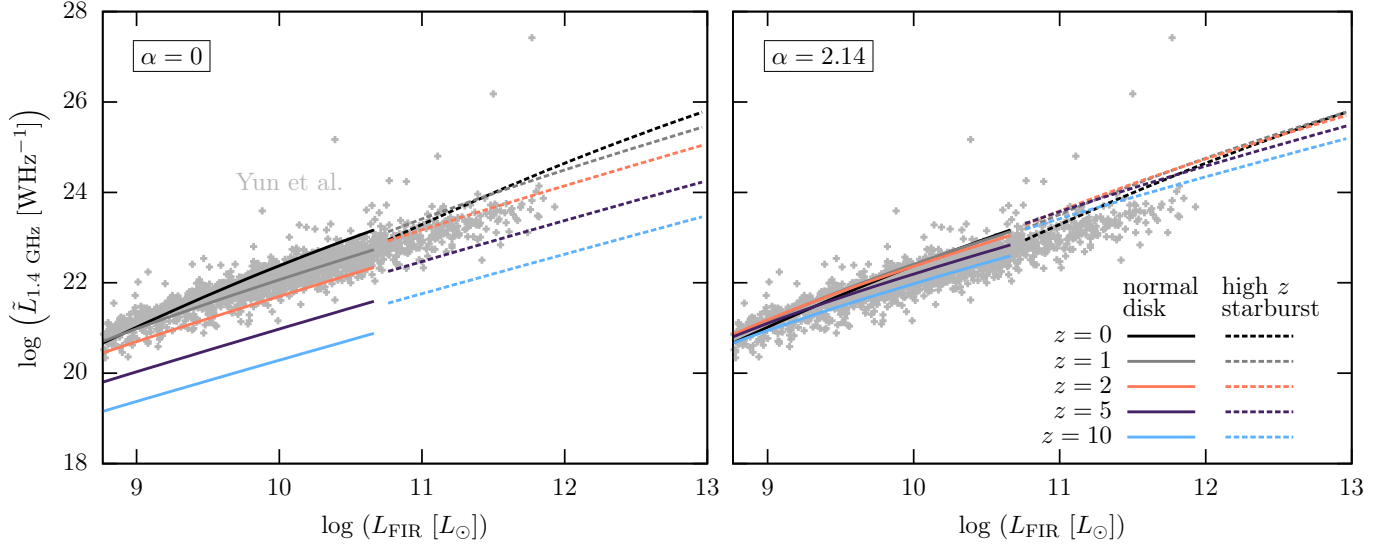 28
26
24
22
20
18
log (L̃1.4 GHz [WHz−1])
α = 0
Yun et al.
9 10 11 12 13
log (LFIR [L⊙])
α = 2.14
normal disk
high z starburst
z = 0
z = 1
z = 2
z = 5
z = 10
9 10 11 12 13
log (LFIR [L⊙])